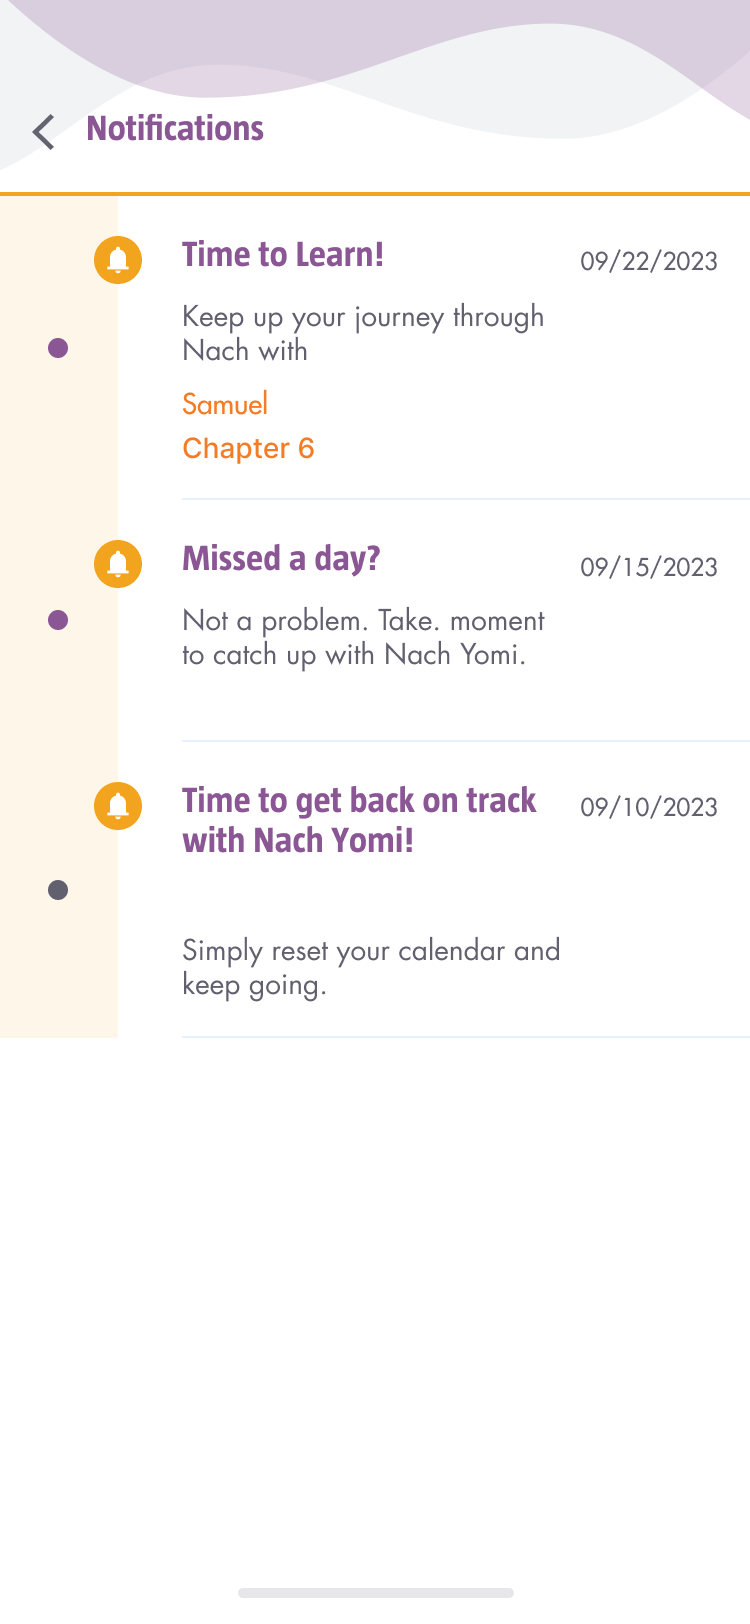 Notifications
Time to Learn!
09/22/2023
Keep up your journey through
Nach with
Samuel
Chapter 6
Missed a day?
09/15/2023
Not a problem. Take. moment
to catch up with Nach Yomi.
Time to get back on track
with Nach Yomi!
09/10/2023
Simply reset your calendar and
keep going.